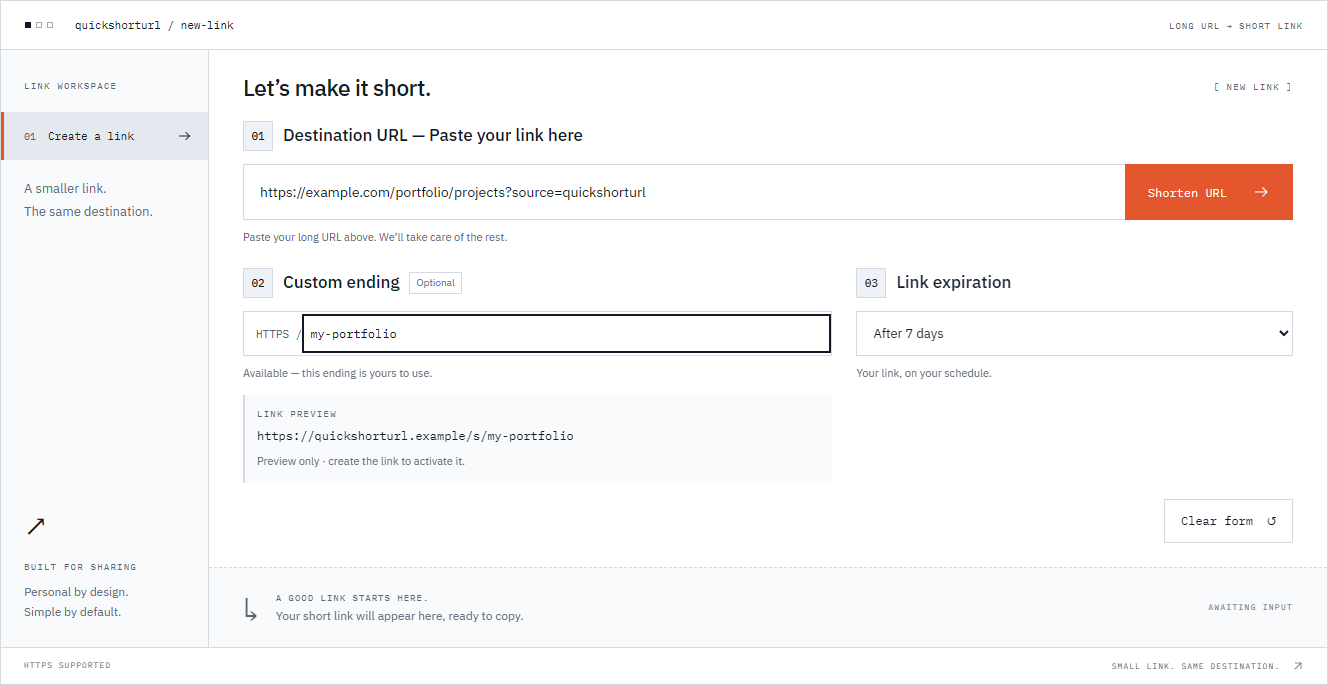 quickshorturl / new-link
LONG URL → SHORT LINK
LINK WORKSPACE
01 Create a link →
A smaller link.
The same destination.
↗
BUILT FOR SHARING
Personal by design.
Simple by default.
Let’s make it short.
[ NEW LINK ]
01 Destination URL — Paste your link here
https://example.com/portfolio/projects?source=quickshorturl
Shorten URL →
Paste your long URL above. We’ll take care of the rest.
02 Custom ending Optional
HTTPS / my-portfolio
Available — this ending is yours to use.
LINK PREVIEW
https://quickshorturl.example/s/my-portfolio
Preview only · create the link to activate it.
03 Link expiration
After 7 days
Your link, on your schedule.
Clear form ↺
↳
A GOOD LINK STARTS HERE.
Your short link will appear here, ready to copy.
AWAITING INPUT
HTTPS SUPPORTED
SMALL LINK. SAME DESTINATION. ↗